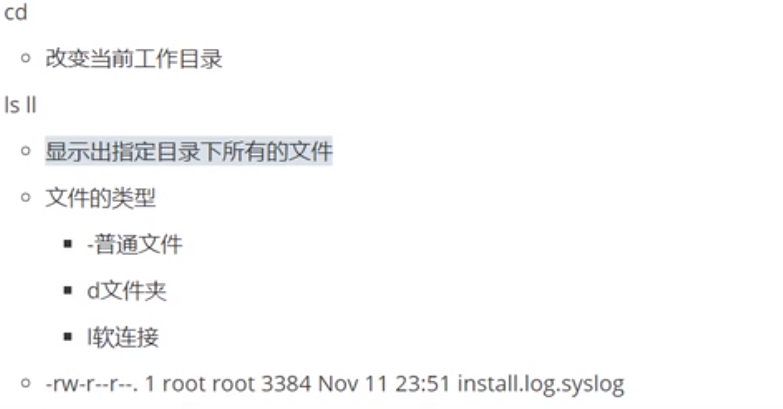 cd
改变当前工作目录
ls ll
显示出指定目录下所有的文件
文件的类型
-普通文件
d文件夹
l软连接
-rw-r--r--. 1 root root 3384 Nov 11 23:51 install.log.syslog